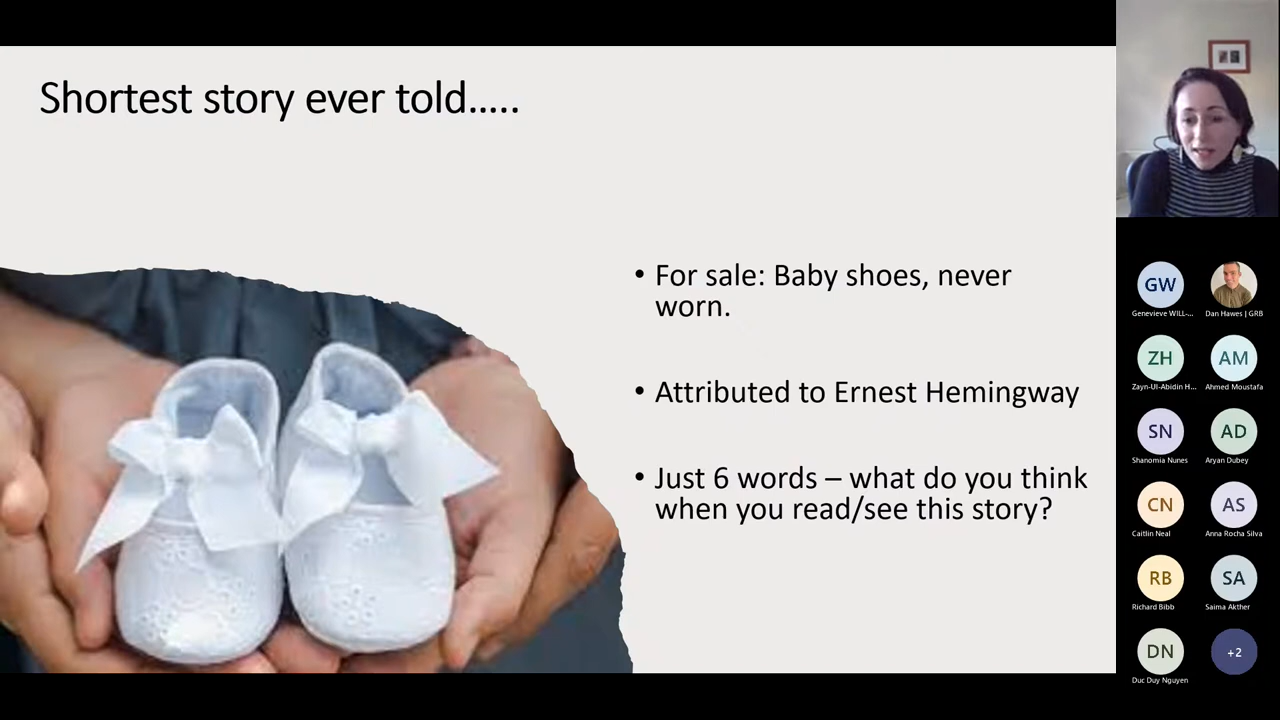 Shortest story ever told.....
• For sale: Baby shoes, never
worn.
• Attributed to Ernest Hemingway
• Just 6 words – what do you think
when you read/see this story?
GW
Genevieve WILL-...
Dan Hawes | GRB
ZH
Zayn-Ul-Abidin H...
AM
Ahmed Moustafa
SN
Shanomia Nunes
AD
Aryan Dubey
CN
Caitlin Neal
AS
Anna Rocha Silva
RB
Richard Bibb
SA
Saima Akther
DN
Duc Duy Nguyen
+2